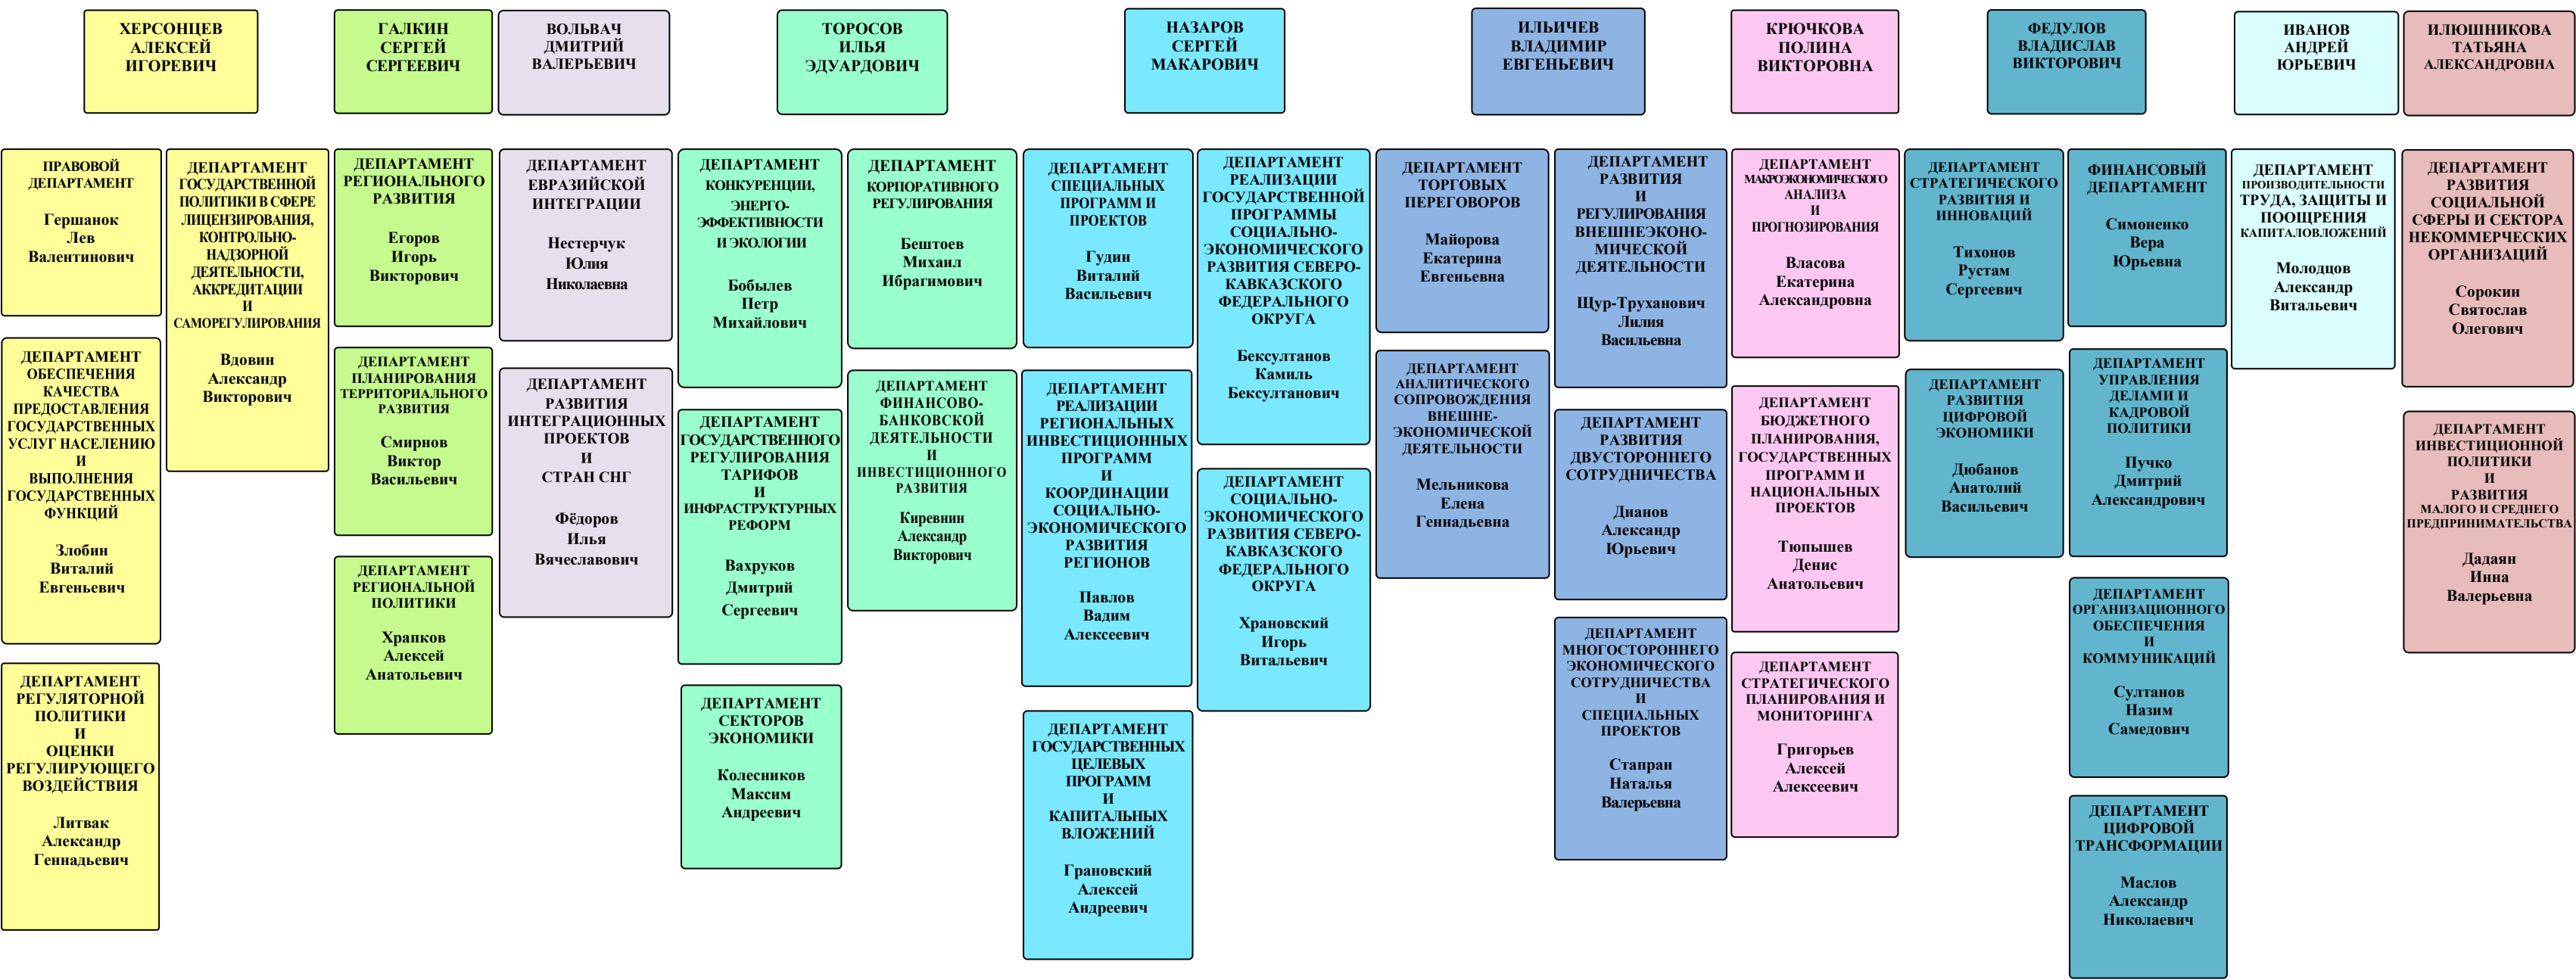 ХЕРСОНЦЕВ
АЛЕКСЕЙ
ИГОРЕВИЧ
ГАЛКИН
СЕРГЕЙ
СЕРГЕЕВИЧ
ВОЛЬВАЧ
ДМИТРИЙ
ВАЛЕРЬЕВИЧ
ТОРОСОВ
ИЛЬЯ
ЭДУАРДОВИЧ
НАЗАРОВ
СЕРГЕЙ
МАКАРОВИЧ
ИЛЬИЧЕВ
ВЛАДИМИР
ЕВГЕНЬЕВИЧ
КРЮЧКОВА
ПОЛИНА
ВИКТОРОВНА
ФЕДУЛОВ
ВЛАДИСЛАВ
ВИКТОРОВИЧ
ИВАНОВ
АНДРЕЙ
ЮРЬЕВИЧ
ИЛЮШНИКОВА
ТАТЬЯНА
АЛЕКСАНДРОВНА
ПРАВОВОЙ
ДЕПАРТАМЕНТ
Гершанок
Лев
Валентинович
ДЕПАРТАМЕНТ
ОБЕСПЕЧЕНИЯ
КАЧЕСТВА
ПРЕДОСТАВЛЕНИЯ
ГОСУДАРСТВЕННЫХ
УСЛУГ НАСЕЛЕНИЮ
И
ВЫПОЛНЕНИЯ
ГОСУДАРСТВЕННЫХ
ФУНКЦИЙ
Злобин
Виталий
Евгеньевич
ДЕПАРТАМЕНТ
РЕГУЛЯТОРНОЙ
ПОЛИТИКИ
И
ОЦЕНКИ
РЕГУЛИРУЮЩЕГО
ВОЗДЕЙСТВИЯ
Литвак
Александр
Геннадьевич
ДЕПАРТАМЕНТ
ГОСУДАРСТВЕННОЙ
ПОЛИТИКИ В СФЕРЕ
ЛИЦЕНЗИРОВАНИЯ,
КОНТРОЛЬНО-
НАДЗОРНОЙ
ДЕЯТЕЛЬНОСТИ,
АККРЕДИТАЦИИ
И
САМОРЕГУЛИРОВАНИЯ
Вдовин
Александр
Викторович
ДЕПАРТАМЕНТ
РЕГИОНАЛЬНОГО
РАЗВИТИЯ
Егоров
Игорь
Викторович
ДЕПАРТАМЕНТ
ПЛАНИРОВАНИЯ
ТЕРРИТОРИАЛЬНОГО
РАЗВИТИЯ
Смирнов
Виктор
Васильевич
ДЕПАРТАМЕНТ
РЕГИОНАЛЬНОЙ
ПОЛИТИКИ
Храпков
Алексей
Анатольевич
ДЕПАРТАМЕНТ
ЕВРАЗИЙСКОЙ
ИНТЕГРАЦИИ
Нестерчук
Юлия
Николаевна
ДЕПАРТАМЕНТ
РАЗВИТИЯ
ИНТЕГРАЦИОННЫХ
ПРОЕКТОВ
И
СТРАН СНГ
Фёдоров
Илья
Вячеславович
ДЕПАРТАМЕНТ
КОНКУРЕНЦИИ,
ЭНЕРГО-
ЭФФЕКТИВНОСТИ
И ЭКОЛОГИИ
Бобылев
Петр
Михайлович
ДЕПАРТАМЕНТ
ГОСУДАРСТВЕННОГО
РЕГУЛИРОВАНИЯ
ТАРИФОВ
И
ИНФРАСТРУКТУРНЫХ
РЕФОРМ
Вахруков
Дмитрий
Сергеевич
ДЕПАРТАМЕНТ
СЕКТОРОВ
ЭКОНОМИКИ
Колесников
Максим
Андреевич
ДЕПАРТАМЕНТ
КОРПОРАТИВНОГО
РЕГУЛИРОВАНИЯ
Бештоев
Михаил
Ибрагимович
ДЕПАРТАМЕНТ
ФИНАНСОВО-
БАНКОВСКОЙ
ДЕЯТЕЛЬНОСТИ
И
ИНВЕСТИЦИОННОГО
РАЗВИТИЯ
Киревнин
Александр
Викторович
ДЕПАРТАМЕНТ
СПЕЦИАЛЬНЫХ
ПРОГРАММ И
ПРОЕКТОВ
Гудин
Виталий
Васильевич
ДЕПАРТАМЕНТ
РЕАЛИЗАЦИИ
РЕГИОНАЛЬНЫХ
ИНВЕСТИЦИОННЫХ
ПРОГРАММ
И
КООРДИНАЦИИ
СОЦИАЛЬНО-
ЭКОНОМИЧЕСКОГО
РАЗВИТИЯ
РЕГИОНОВ
Павлов
Вадим
Алексеевич
ДЕПАРТАМЕНТ
ГОСУДАРСТВЕННЫХ
ЦЕЛЕВЫХ
ПРОГРАММ
И
КАПИТАЛЬНЫХ
ВЛОЖЕНИЙ
Грановский
Алексей
Андреевич
ДЕПАРТАМЕНТ
РЕАЛИЗАЦИИ
ГОСУДАРСТВЕННОЙ
ПРОГРАММЫ
СОЦИАЛЬНО-
ЭКОНОМИЧЕСКОГО
РАЗВИТИЯ СЕВЕРО-
КАВКАЗСКОГО
ФЕДЕРАЛЬНОГО
ОКРУГА
Бексултанов
Камиль
Бексултанович
ДЕПАРТАМЕНТ
СОЦИАЛЬНО-
ЭКОНОМИЧЕСКОГО
РАЗВИТИЯ СЕВЕРО-
КАВКАЗСКОГО
ФЕДЕРАЛЬНОГО
ОКРУГА
Храновский
Игорь
Витальевич
ДЕПАРТАМЕНТ
ТОРГОВЫХ
ПЕРЕГОВОРОВ
Майорова
Екатерина
Евгеньевна
ДЕПАРТАМЕНТ
АНАЛИТИЧЕСКОГО
СОПРОВОЖДЕНИЯ
ВНЕШНЕ-
ЭКОНОМИЧЕСКОЙ
ДЕЯТЕЛЬНОСТИ
Мельникова
Елена
Геннадьевна
ДЕПАРТАМЕНТ
РАЗВИТИЯ
И
РЕГУЛИРОВАНИЯ
ВНЕШНЕЭКОНО-
МИЧЕСКОЙ
ДЕЯТЕЛЬНОСТИ
Щур-Труханович
Лилия
Васильевна
ДЕПАРТАМЕНТ
РАЗВИТИЯ
ДВУСТОРОННЕГО
СОТРУДНИЧЕСТВА
Дианов
Александр
Юрьевич
ДЕПАРТАМЕНТ
МНОГОСТОРОННЕГО
ЭКОНОМИЧЕСКОГО
СОТРУДНИЧЕСТВА
И
СПЕЦИАЛЬНЫХ
ПРОЕКТОВ
Стапран
Наталья
Валерьевна
ДЕПАРТАМЕНТ
МАКРОЭКОНОМИЧЕСКОГО
АНАЛИЗА
И
ПРОГНОЗИРОВАНИЯ
Власова
Екатерина
Александровна
ДЕПАРТАМЕНТ
БЮДЖЕТНОГО
ПЛАНИРОВАНИЯ,
ГОСУДАРСТВЕННЫХ
ПРОГРАММ И
НАЦИОНАЛЬНЫХ
ПРОЕКТОВ
Тюпышев
Денис
Анатольевич
ДЕПАРТАМЕНТ
СТРАТЕГИЧЕСКОГО
ПЛАНИРОВАНИЯ И
МОНИТОРИНГА
Григорьев
Алексей
Алексеевич
ДЕПАРТАМЕНТ
СТРАТЕГИЧЕСКОГО
РАЗВИТИЯ И
ИННОВАЦИЙ
Тихонов
Рустам
Сергеевич
ДЕПАРТАМЕНТ
РАЗВИТИЯ
ЦИФРОВОЙ
ЭКОНОМИКИ
Дюбанов
Анатолий
Васильевич
ФИНАНСОВЫЙ
ДЕПАРТАМЕНТ
Симоненко
Вера
Юрьевна
ДЕПАРТАМЕНТ
УПРАВЛЕНИЯ
ДЕЛАМИ И
КАДРОВОЙ
ПОЛИТИКИ
Пучко
Дмитрий
Александрович
ДЕПАРТАМЕНТ
ОРГАНИЗАЦИОННОГО
ОБЕСПЕЧЕНИЯ
И
КОММУНИКАЦИЙ
Султанов
Назим
Самедович
ДЕПАРТАМЕНТ
ЦИФРОВОЙ
ТРАНСФОРМАЦИИ
Маслов
Александр
Николаевич
ДЕПАРТАМЕНТ
ПРОИЗВОДИТЕЛЬНОСТИ
ТРУДА, ЗАЩИТЫ И
ПООЩРЕНИЯ
КАПИТАЛОВЛОЖЕНИЙ
Молодцов
Александр
Витальевич
ДЕПАРТАМЕНТ
РАЗВИТИЯ
СОЦИАЛЬНОЙ
СФЕРЫ И СЕКТОРА
НЕКОММЕРЧЕСКИХ
ОРГАНИЗАЦИЙ
Сорокин
Святослав
Олегович
ДЕПАРТАМЕНТ
ИНВЕСТИЦИОННОЙ
ПОЛИТИКИ
И
РАЗВИТИЯ
МАЛОГО И СРЕДНЕГО
ПРЕДПРИНИМАТЕЛЬСТВА
Дадаян
Инна
Валерьевна